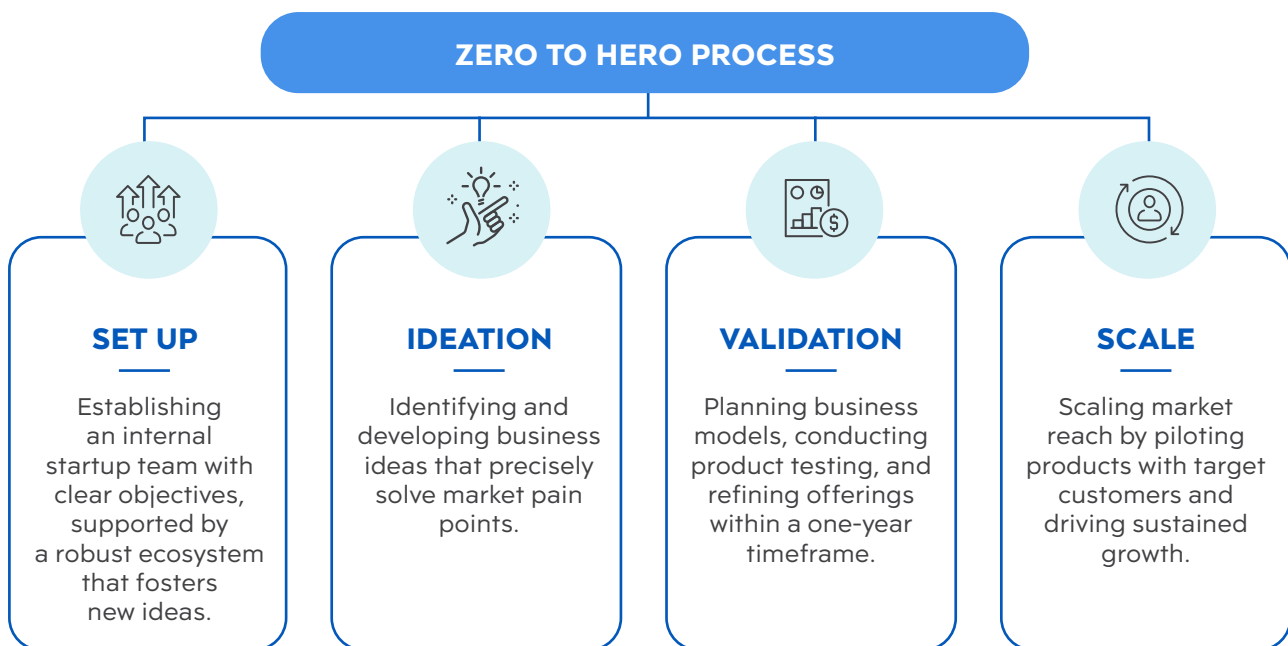 ZERO TO HERO PROCESS
SET UP
Establishing
an internal
startup team with
clear objectives,
supported by
a robust ecosystem
that fosters
new ideas.
IDEATION
Identifying and
developing business
ideas that precisely
solve market pain
points.
VALIDATION
Planning business
models, conducting
product testing, and
refining offerings
within a one-year
timeframe.
SCALE
Scaling market
reach by piloting
products with target
customers and
driving sustained
growth.